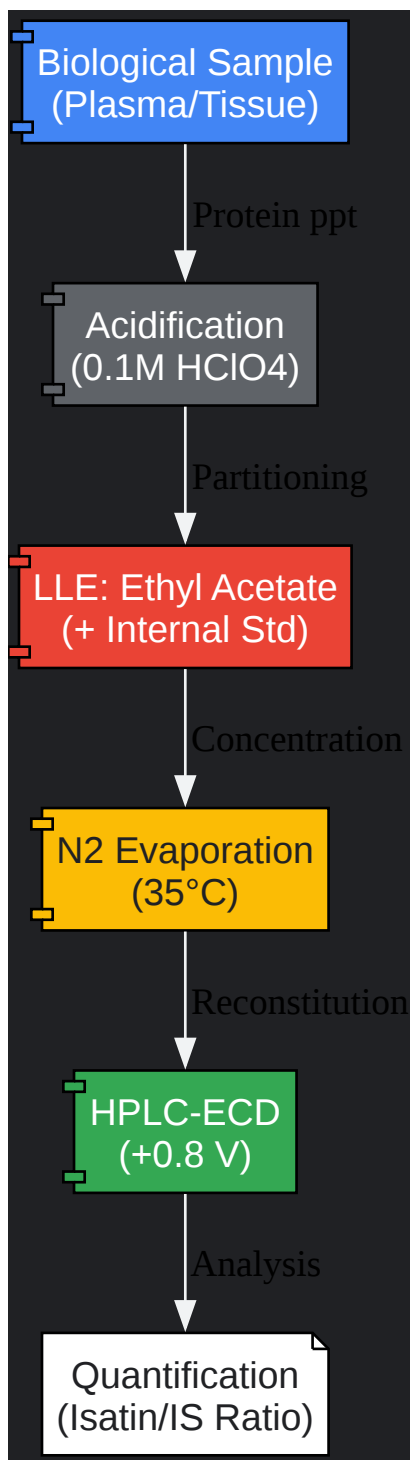 Biological Sample
(Plasma/Tissue)
Protein ppt
Acidification
(0.1M HClO4)
Partitioning
LLE: Ethyl Acetate
(+ Internal Std)
Concentration
N2 Evaporation
(35°C)
Reconstitution
HPLC-ECD
(+0.8 V)
Analysis
Quantification
(Isatin/IS Ratio)